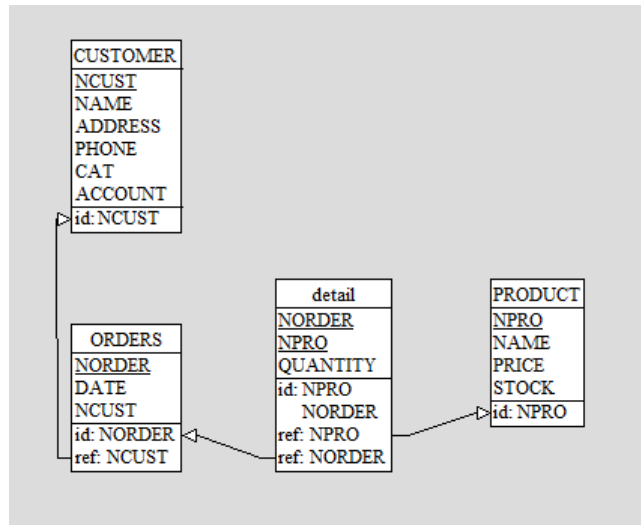 CUSTOMER
NCUST
NAME
ADDRESS
PHONE
CAT
ACCOUNT
id: NCUST
ORDERS
NORDER
DATE
NCUST
id: NORDER
ref: NCUST
detail
NORDER
NPRO
QUANTITY
id: NPRO
NORDER
ref: NPRO
ref: NORDER
PRODUCT
NPRO
NAME
PRICE
STOCK
id: NPRO